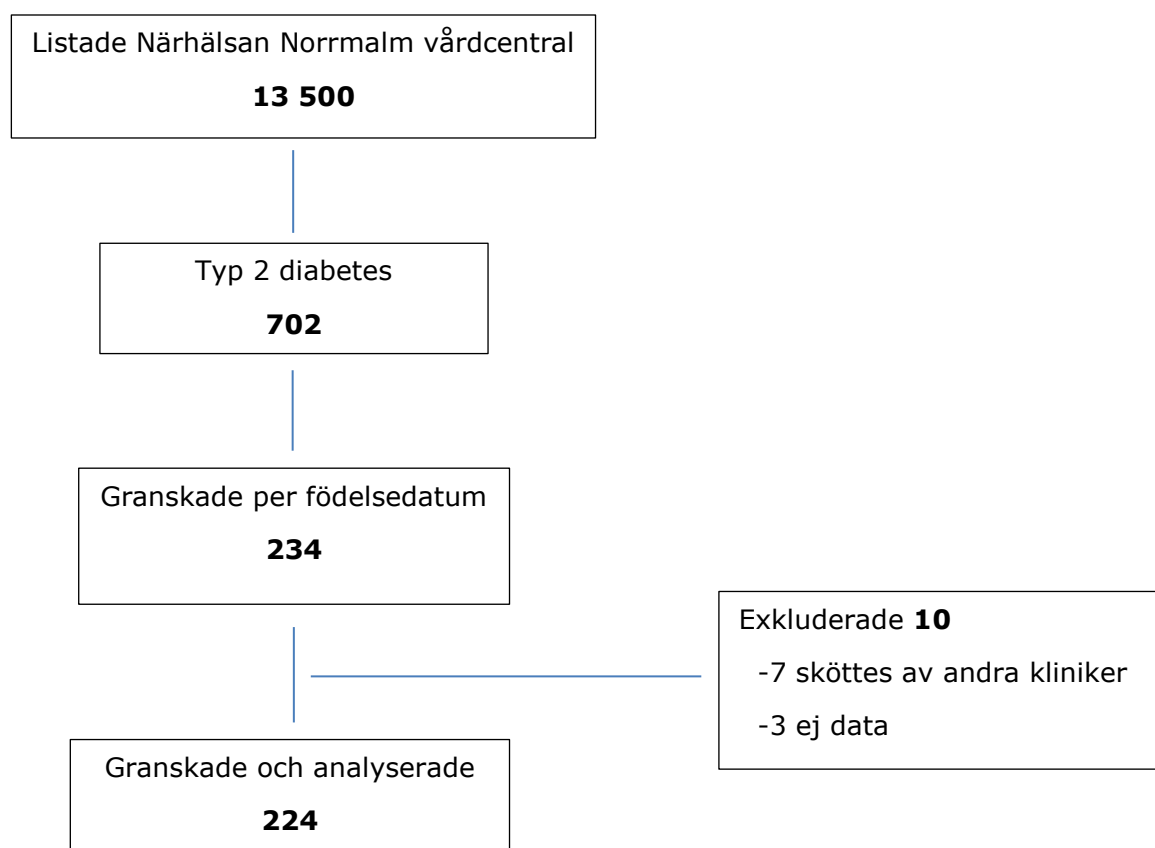 Listade Närhälsan Norrmalm vårdcentral
13 500
Typ 2 diabetes
702
Granskade per födelsedatum
234
Exkluderade 10
-7 sköttes av andra kliniker
-3 ej data
Granskade och analyserade
224